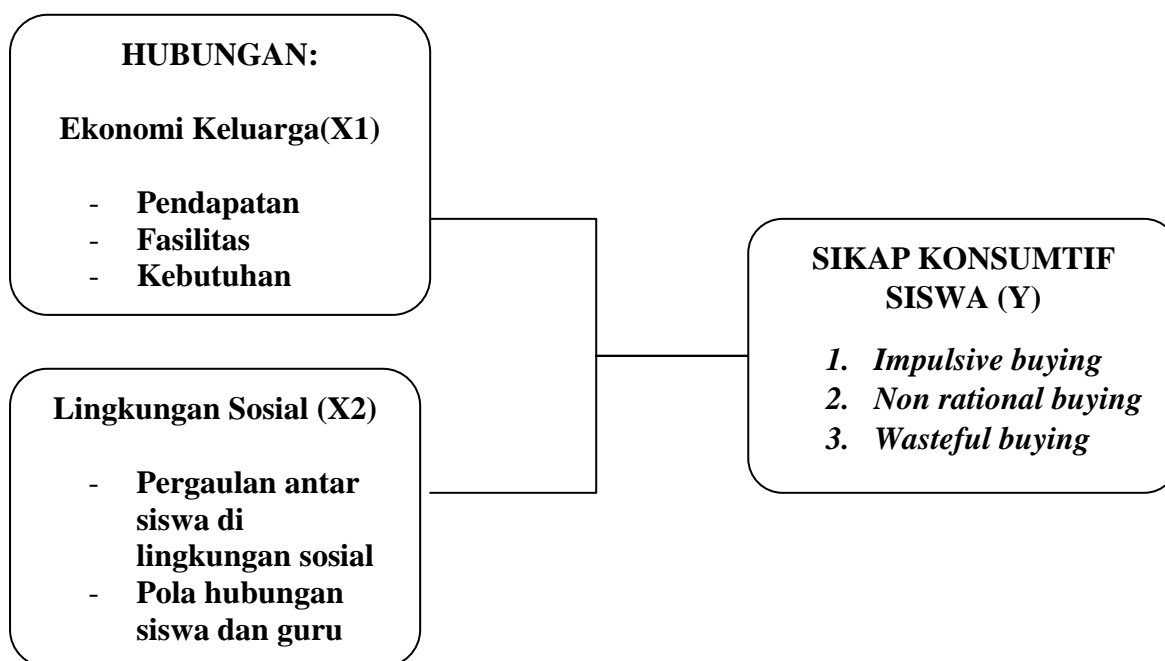 HUBUNGAN:
Ekonomi Keluarga(X1)
- Pendapatan
- Fasilitas
- Kebutuhan
Lingkungan Sosial (X2)
- Pergaulan antar
siswa di
lingkungan sosial
- Pola hubungan
siswa dan guru
SIKAP KONSUMTIF
SISWA (Y)
1. Impulsive buying
2. Non rational buying
3. Wasteful buying